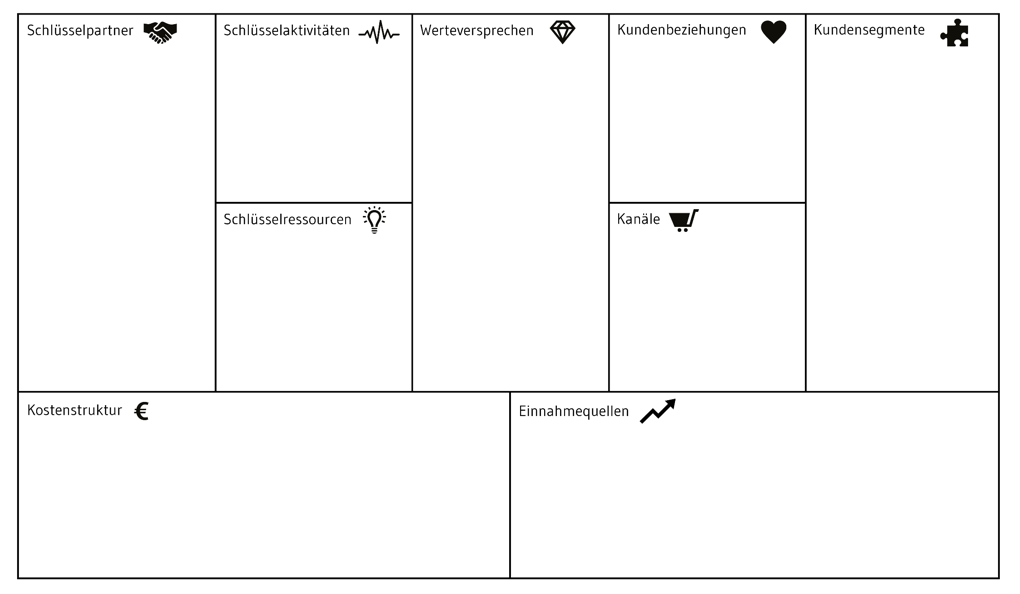 Schlüsselpartner
Schlüsselaktivitäten
Werteversprechen
Kundenbeziehungen
Kundensegmente
Schlüsselressourcen
Kanäle
Kostenstruktur €
Einnahmequellen